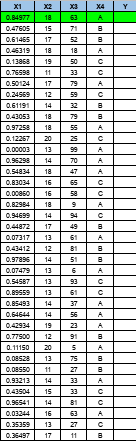 X1 X2 X3 X4 Y
0.84977 18 63 A
0.47605 15 71 B
0.61465 17 52 B
0.46319 18 18 A
0.13868 19 50 C
0.76598 11 33 C
0.50124 17 79 A
0.24569 12 59 C
0.61191 14 32 B
0.43053 18 79 B
0.97258 18 55 A
0.12267 20 25 C
0.00003 13 99 A
0.96298 14 70 A
0.54834 18 47 A
0.83034 16 65 C
0.00860 16 58 C
0.82984 18 9 A
0.94699 14 94 C
0.44872 17 49 B
0.07317 13 61 A
0.43412 12 81 B
0.97896 14 51 B
0.07479 13 6 A
0.54587 13 93 C
0.89559 13 61 C
0.85493 14 37 A
0.64644 14 56 A
0.42934 19 23 A
0.77500 12 91 B
0.11150 20 5 A
0.08528 13 75 B
0.08550 11 27 B
0.93213 14 33 A
0.43504 15 33 C
0.96541 14 81 C
0.03244 16 63 A
0.35359 13 27 C
0.36497 17 11 B